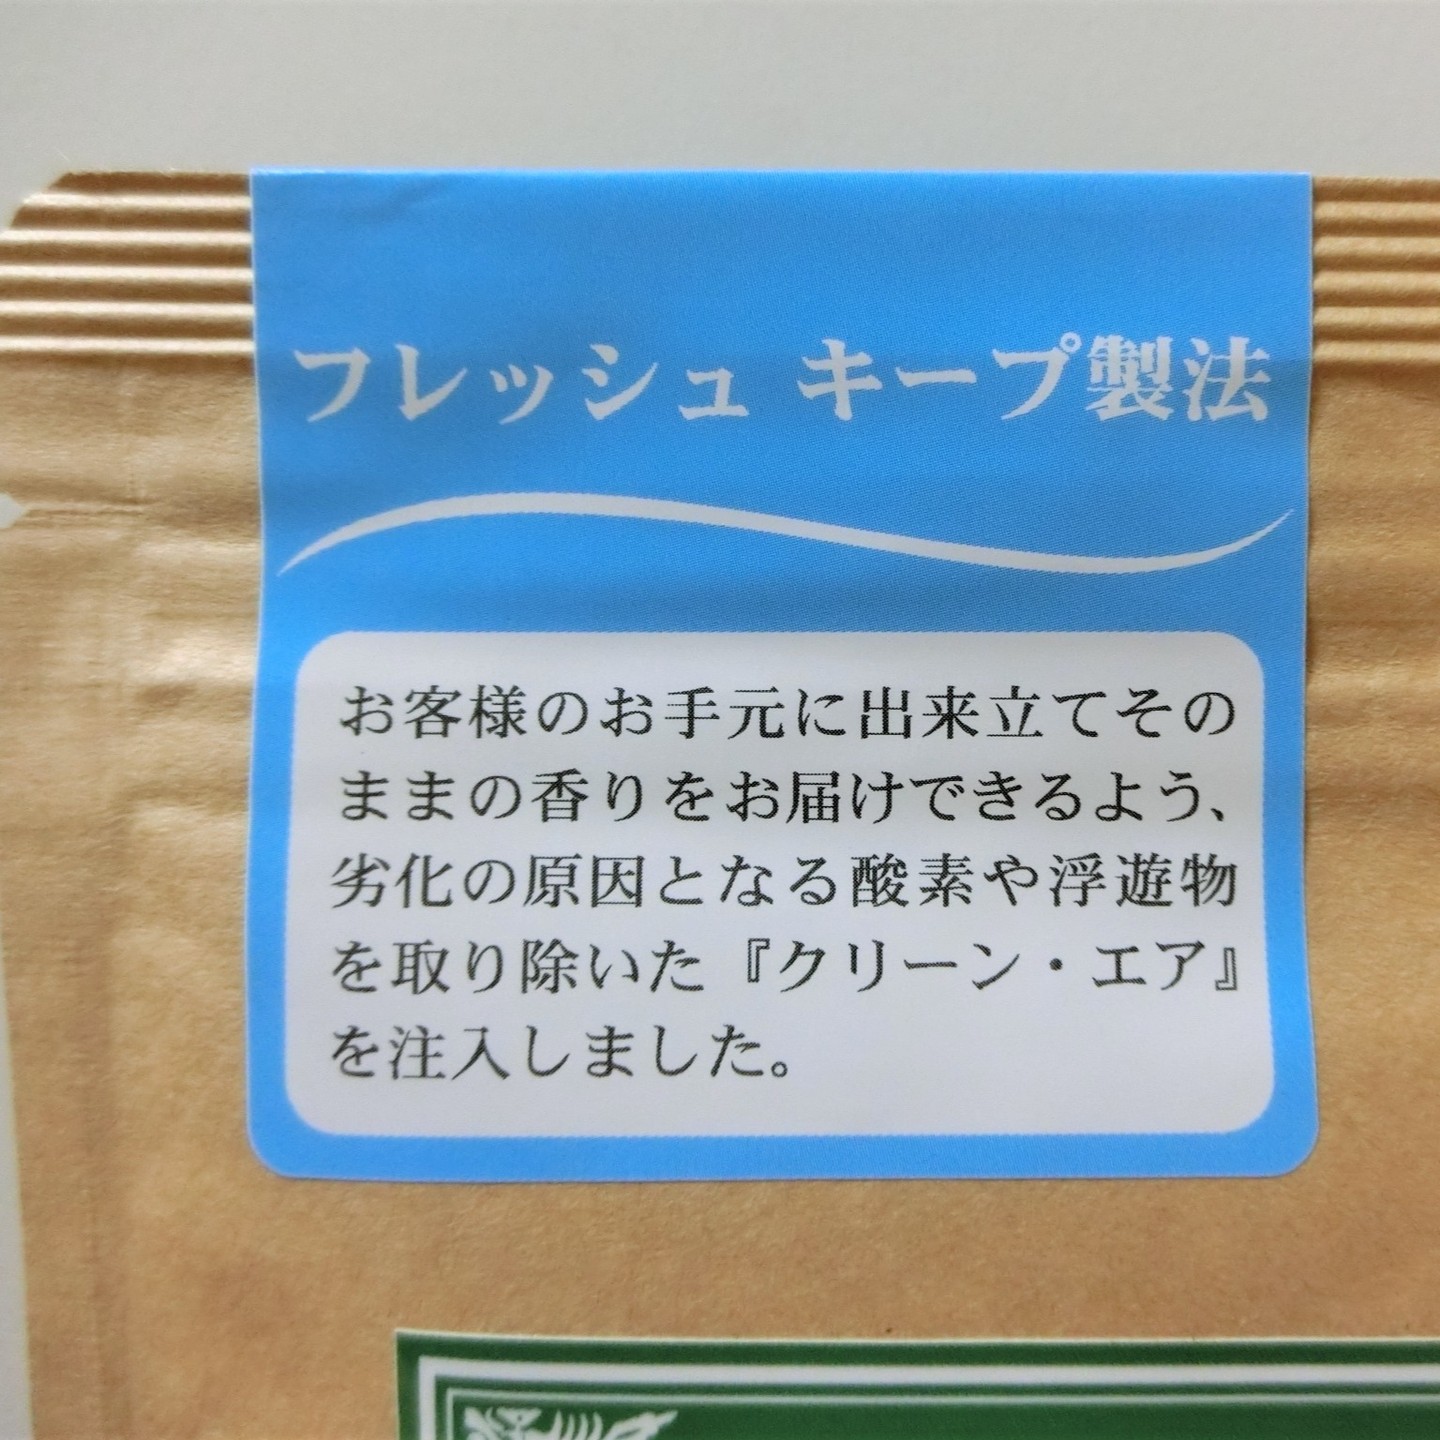 フレッシュ キープ製法
お客様のお手元に出来立てその
ままの香りをお届けできるよう、
劣化の原因となる酸素や浮遊物
を取り除いた『クリーン・エア』
を注入しました。